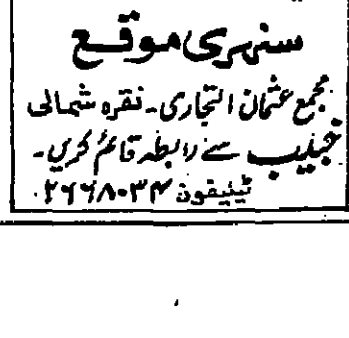 سنہری موقع
مجمع عثمان التجاری۔ نقرہ شمالی
خبیب سے رابطہ قائم کریں۔
ٹیلیفون ۲۶۶۸۰۳۴